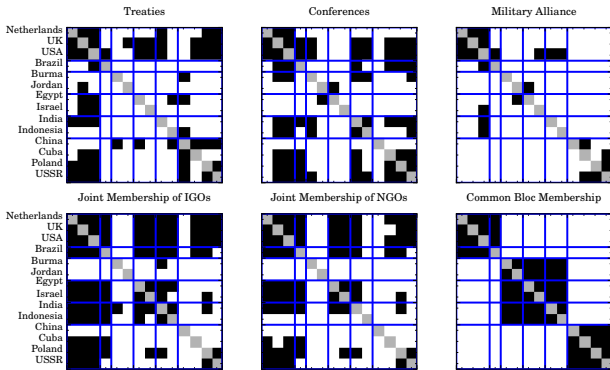 Treaties
Conferences
Military Alliance
Netherlands
UK
USA
Brazil
Burma
Jordan
Egypt
Israel
India
Indonesia
China
Cuba
Poland
USSR
Joint Membership of IGOs
Joint Membership of NGOs
Common Bloc Membership
Netherlands
UK
USA
Brazil
Burma
Jordan
Egypt
Israel
India
Indonesia
China
Cuba
Poland
USSR